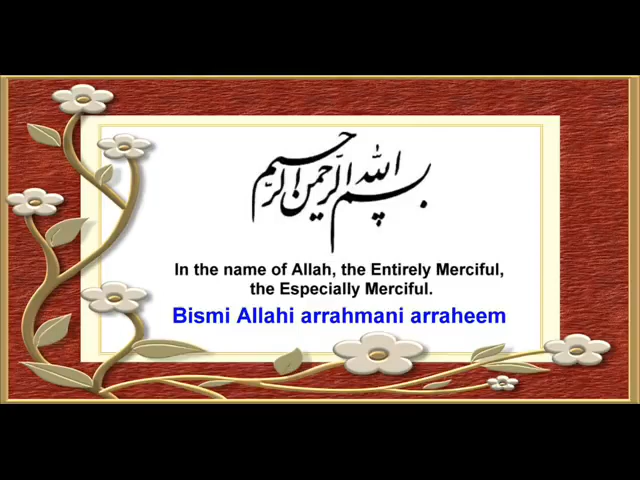 بسم الله الرحمن الرحيم
In the name of Allah, the Entirely Merciful,
the Especially Merciful.
Bismi Allahi arrahmani arraheem